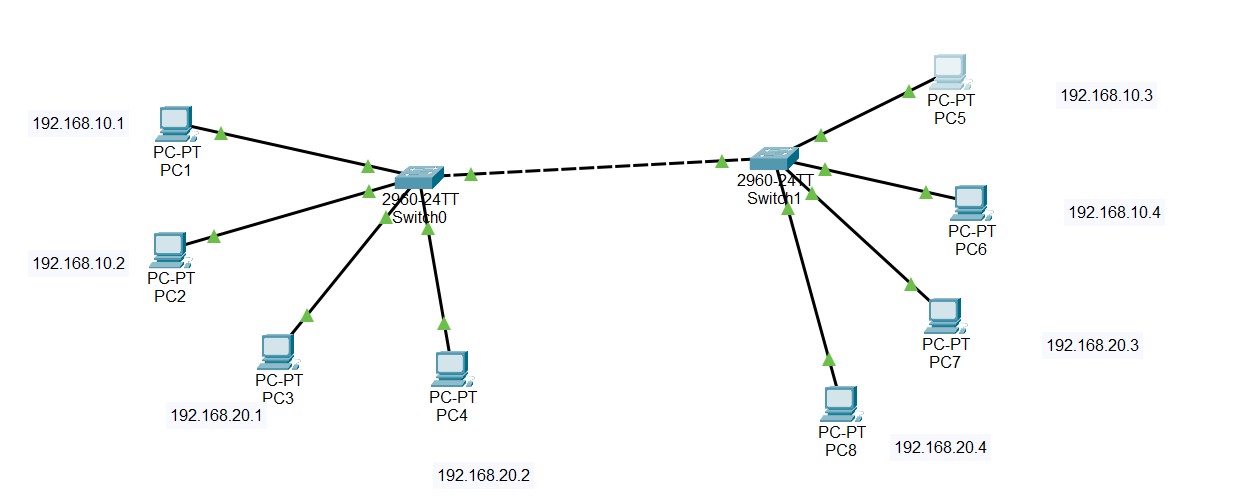 192.168.10.1
PC-PT
PC1
192.168.10.2
PC-PT
PC2
PC-PT
PC3
192.168.20.1
PC-PT
PC4
192.168.20.2
2960-24TT
Switch0
2960-24TT
Switch1
PC-PT
PC5
192.168.10.3
PC-PT
PC6
192.168.10.4
PC-PT
PC7
192.168.20.3
PC-PT
PC8
192.168.20.4